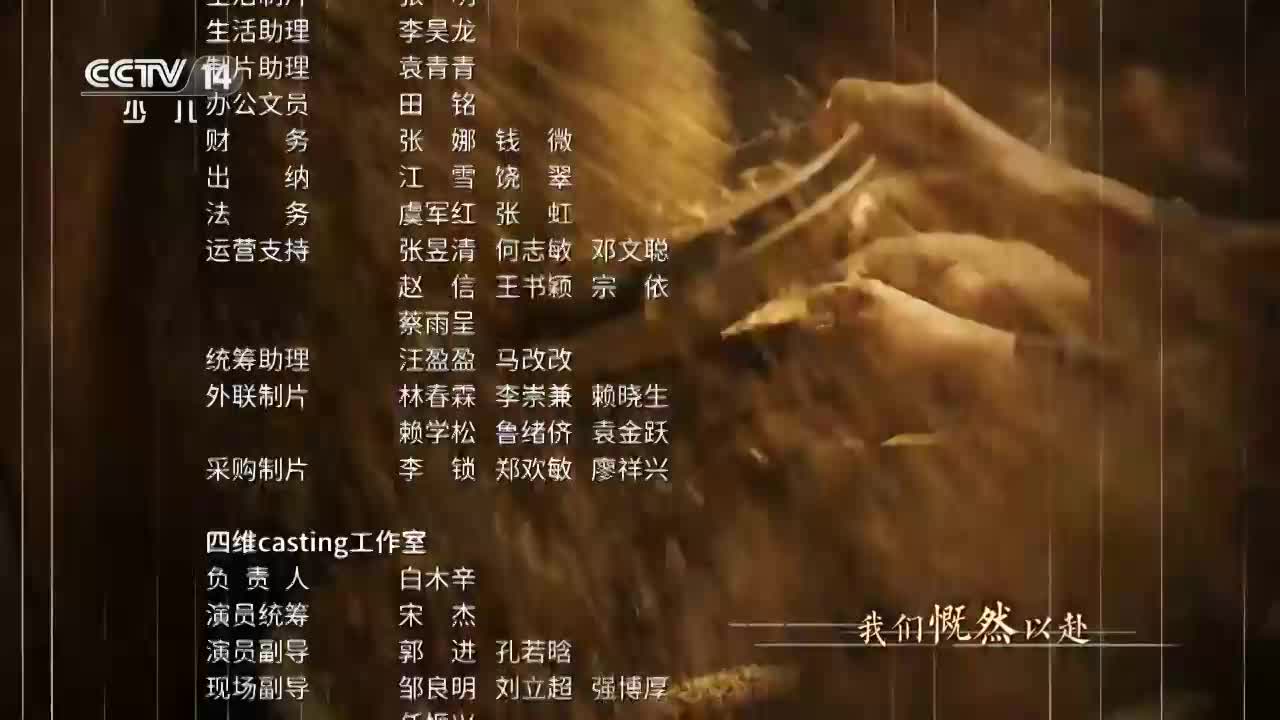 生活助理 李昊龙
CCTV 14
少儿
制片助理 袁青青
办公文员 田 铭
财 务 张 娜 钱 微
出 纳 江 雪 饶 翠
法 务 虞军红 张 虹
运营支持 张昱清 何志敏 邓文聪
赵 信 王书颖 宗 依
蔡雨呈
统筹助理 汪盈盈 马改改
外联制片 林春霖 李崇兼 赖晓生
赖学松 鲁绪侪 袁金跃
采购制片 李 锁 郑欢敏 廖祥兴
四维casting工作室
负 责 人 白木辛
演员统筹 宋 杰
演员副导 郭 进 孔若晗
现场副导 邹良明 刘立超 强博厚
我们慨然以赴